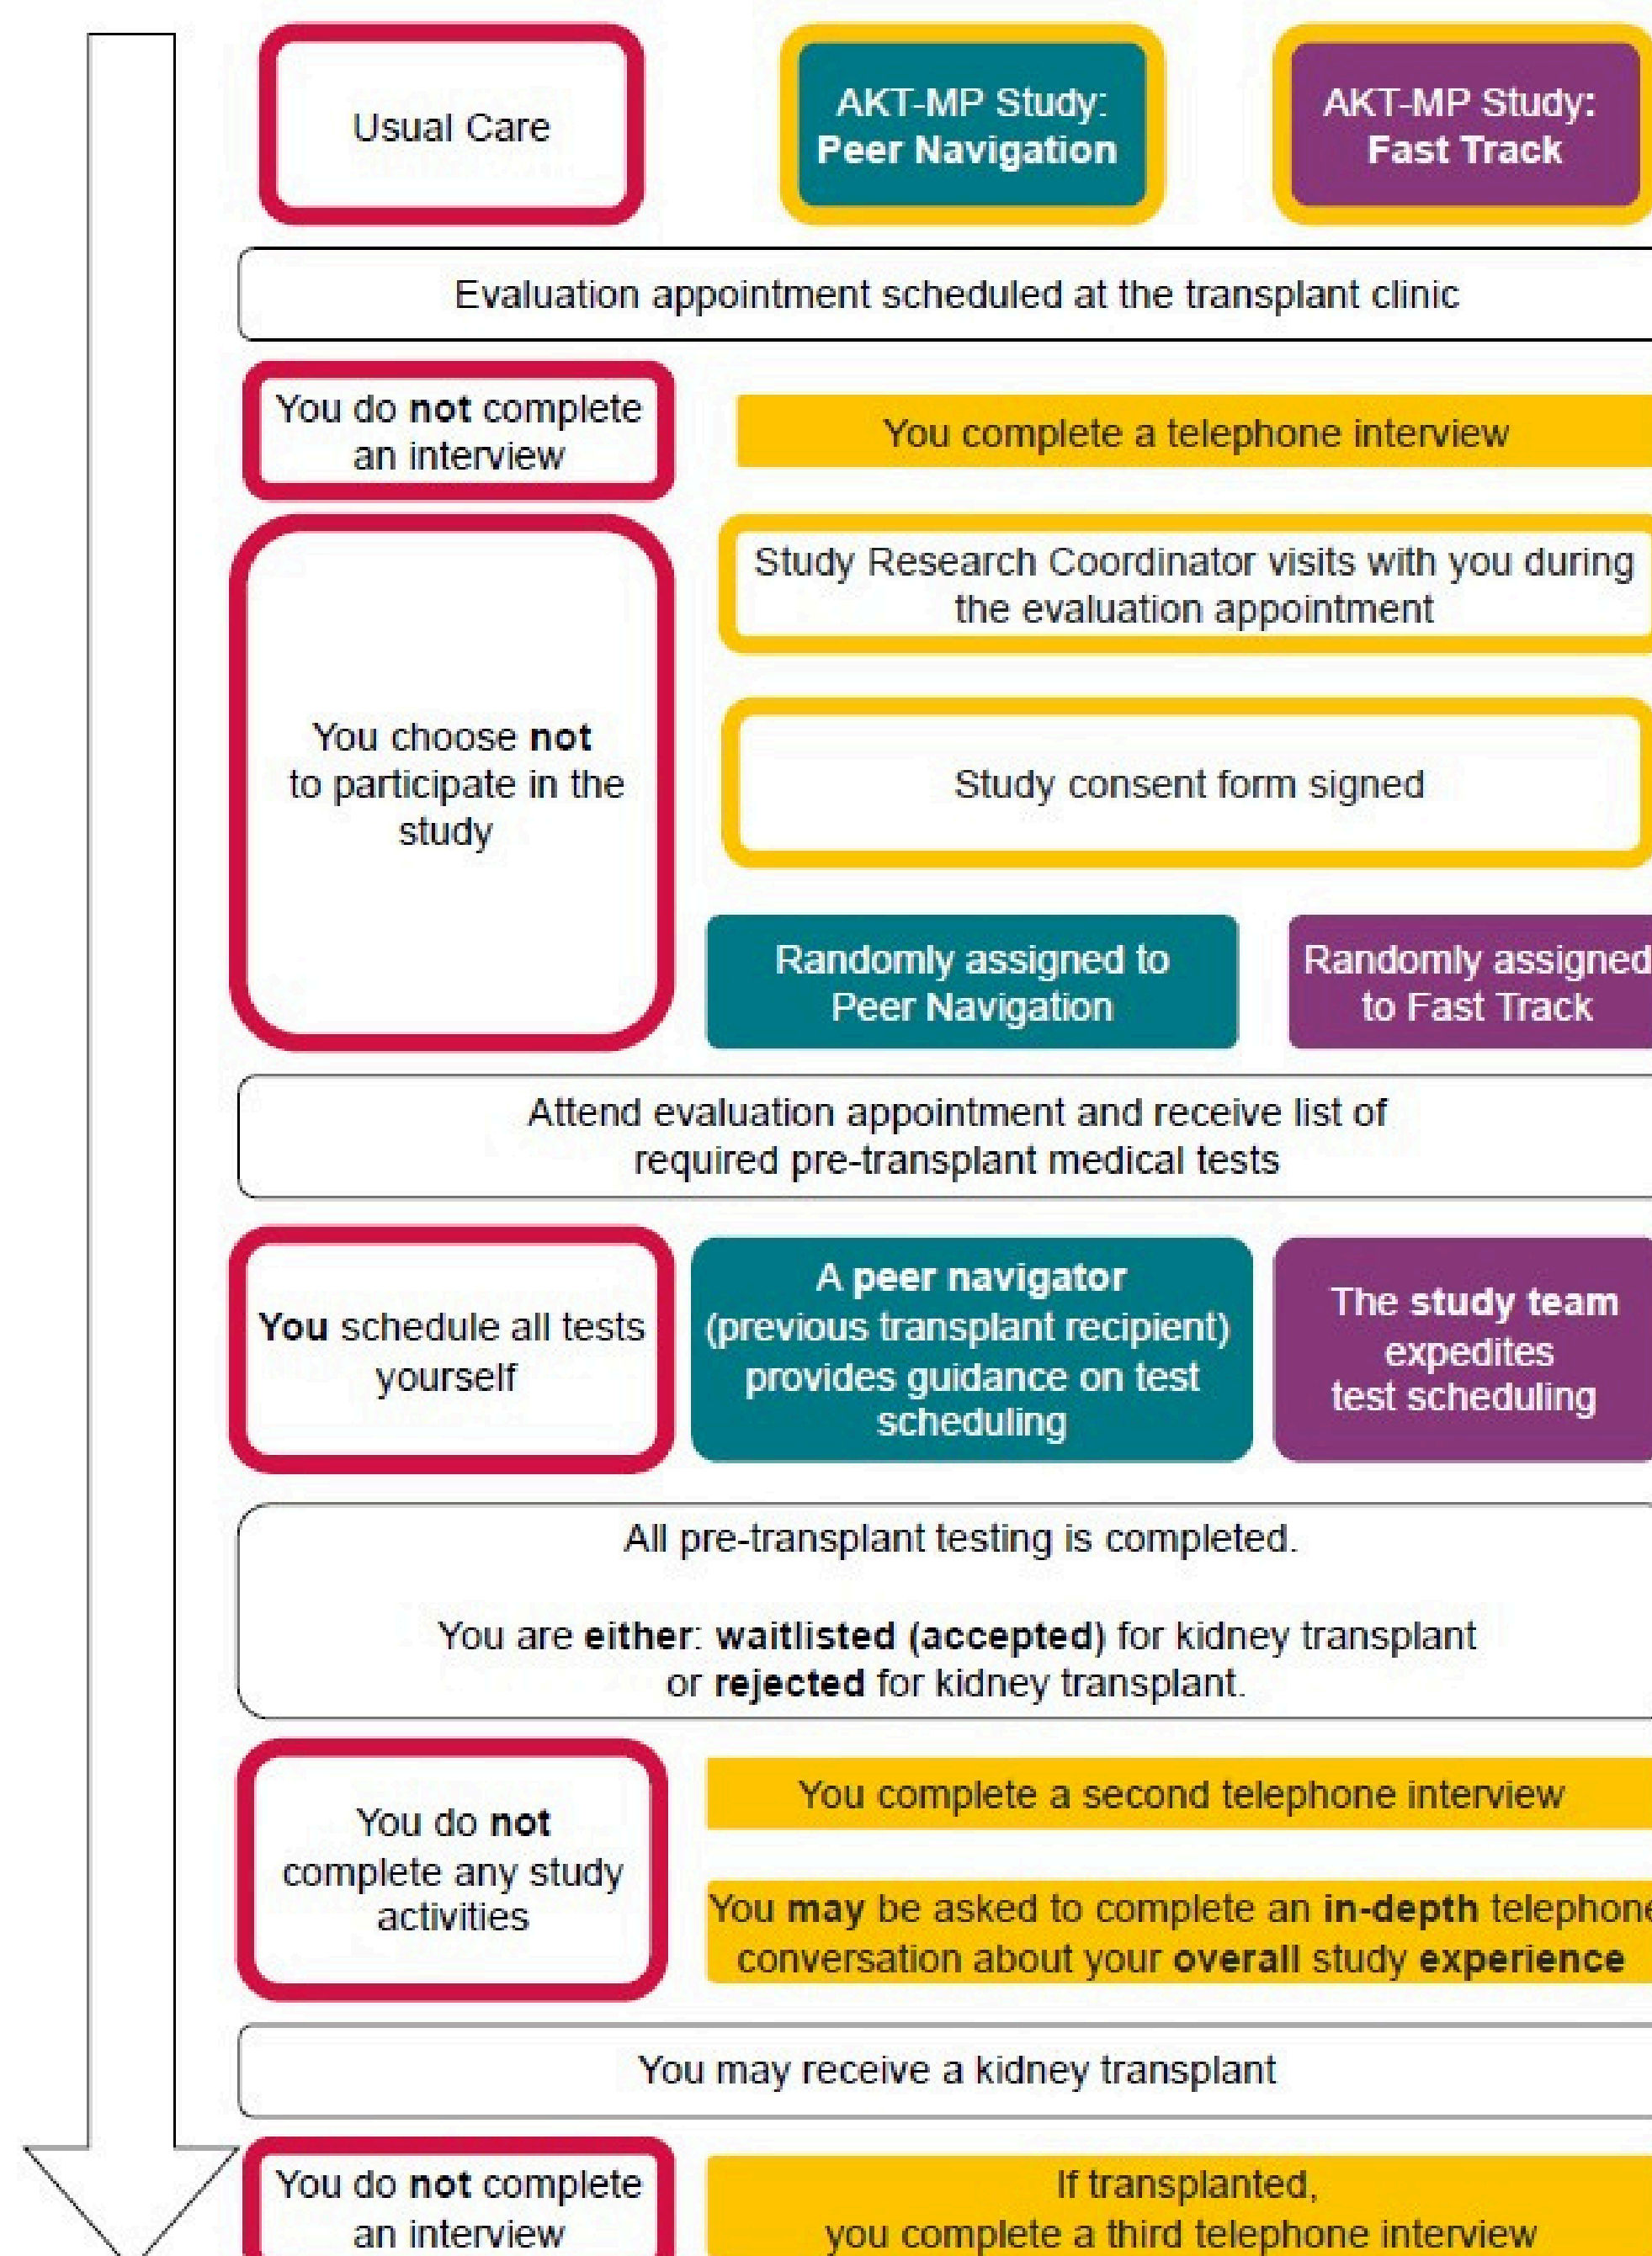 Usual Care
AKT-MP Study:
Peer Navigation
AKT-MP Study:
Fast Track
Evaluation appointment scheduled at the transplant clinic
You do not complete
an interview
You complete a telephone interview
You choose not
to participate in the
study
Study Research Coordinator visits with you during
the evaluation appointment
Study consent form signed
Randomly assigned to
Peer Navigation
Randomly assigned
to Fast Track
Attend evaluation appointment and receive list of
required pre-transplant medical tests
You schedule all tests
yourself
A peer navigator
(previous transplant recipient)
provides guidance on test
scheduling
The study team
expedites
test scheduling
All pre-transplant testing is completed.
You are either: waitlisted (accepted) for kidney transplant
or rejected for kidney transplant.
You do not
complete any study
activities
You complete a second telephone interview
You may be asked to complete an in-depth telephone
conversation about your overall study experience
You may receive a kidney transplant
You do not complete
an interview
If transplanted,
you complete a third telephone interview